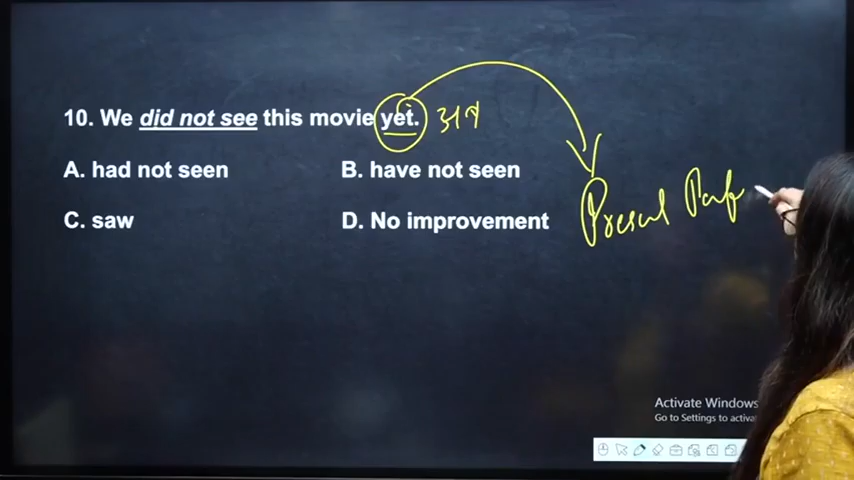 10. We did not see this movie yet.
A. had not seen
B. have not seen
C. saw
D. No improvement
Present Perf
Activate Windows
Go to Settings to activa